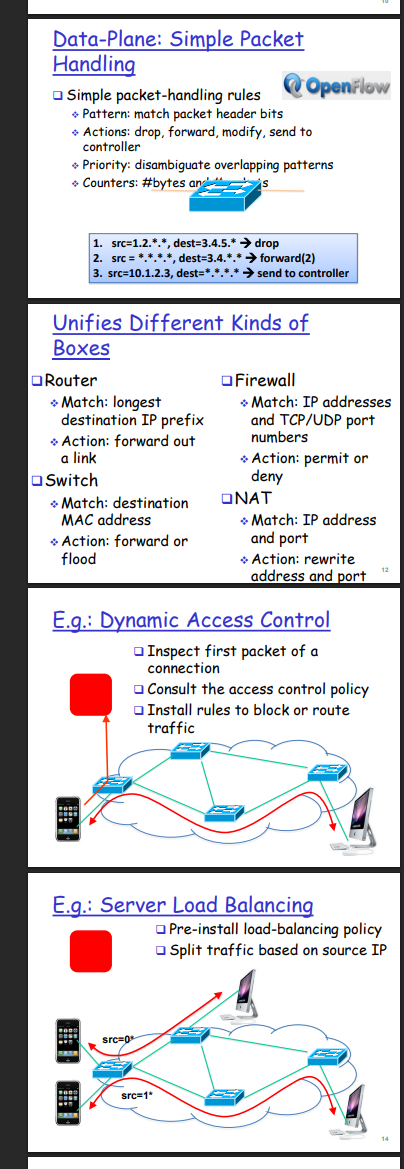 Data-Plane: Simple Packet
Handling
OpenFlow
❑ Simple packet-handling rules
❖ Pattern: match packet header bits
❖ Actions: drop, forward, modify, send to
controller
❖ Priority: disambiguate overlapping patterns
❖ Counters: #bytes and
1. src=1.2.*.*, dest=3.4.5.* → drop
2. src = *.*.*.*, dest=3.4.*.* → forward(2)
3. src=10.1.2.3, dest=*.*.*.* → send to controller
Unifies Different Kinds of
Boxes
❑Router
❖Match: longest
destination IP prefix
❖Action: forward out
a link
❑Switch
❖Match: destination
MAC address
❖Action: forward or
flood
❑Firewall
❖Match: IP addresses
and TCP/UDP port
numbers
❖Action: permit or
deny
❑NAT
❖Match: IP address
and port
❖Action: rewrite
address and port
12
E.g.: Dynamic Access Control
❑ Inspect first packet of a
connection
❑ Consult the access control policy
❑ Install rules to block or route
traffic
E.g.: Server Load Balancing
❑ Pre-install load-balancing policy
❑ Split traffic based on source IP
src=0*
src=1*
14